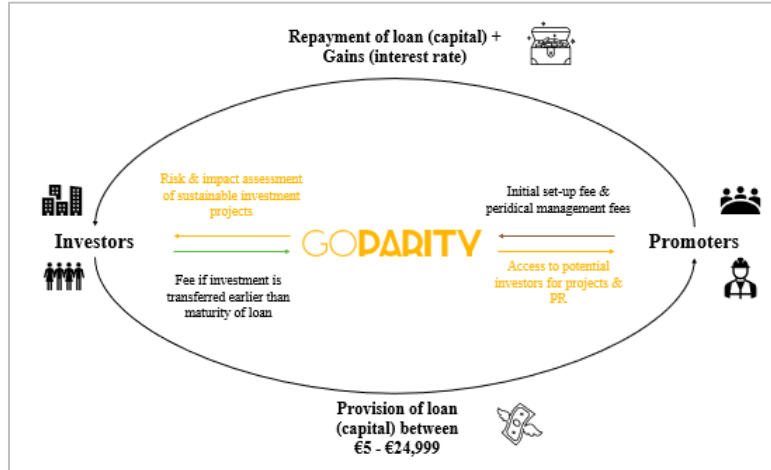 Repayment of loan (capital) +
Gains (interest rate)
Risk & impact assessment
of sustainable investment
projects
Initial set-up fee &
peridical management fees
Investors
GOPARITY
Promoters
Fee if investment is
transferred earlier than
maturity of loan
Access to potential
investors for projects &
PR
Provision of loan
(capital) between
€5 - €24,999